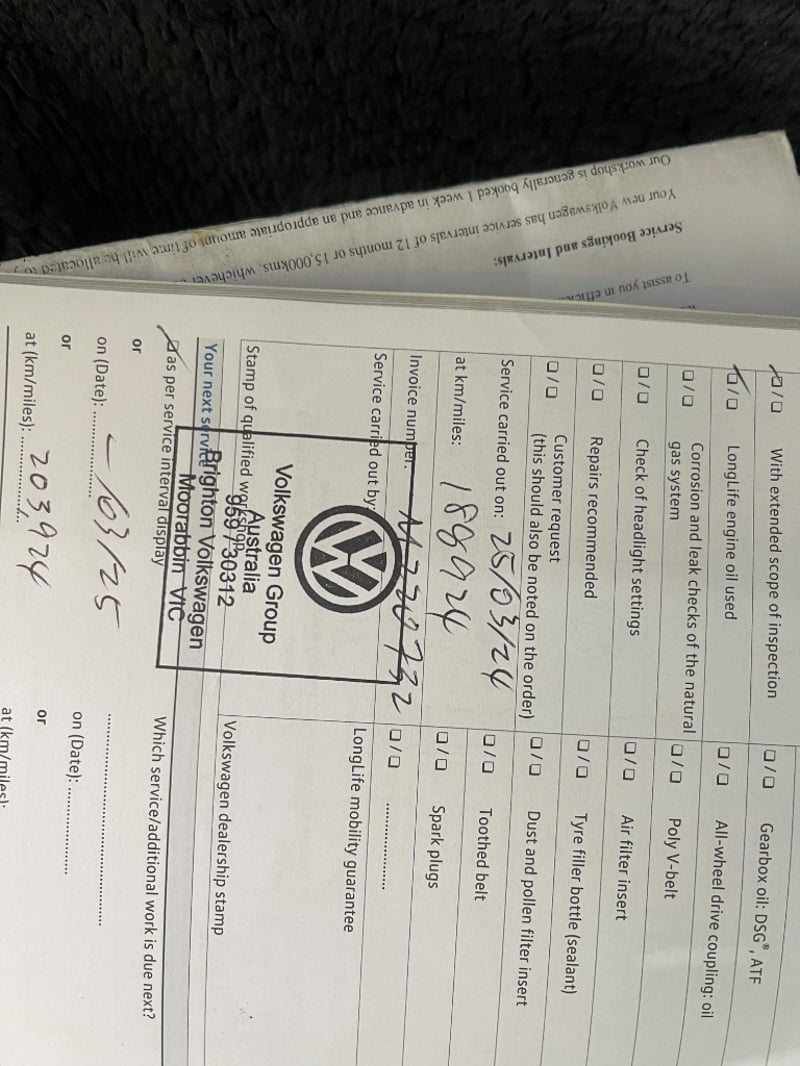 To assist you in efficie
Service Bookings and Intervals:
Your new Volkswagen has service intervals of 12 months or 15,000kms, whichever
Our workshop is generally booked 1 week in advance and an appropriate amount of time will be allocated to
☐ / ☐ With extended scope of inspection
☐ / ☐ LongLife engine oil used
☐ / ☐ Corrosion and leak checks of the natural gas system
☐ / ☐ Check of headlight settings
☐ / ☐ Repairs recommended
☐ / ☐ Customer request
(this should also be noted on the order)
Service carried out on: 25/03/24
at km/miles: 188924
Invoice number:
Service carried out by:
Stamp of qualified workshop
Volkswagen Group
Australia
959 / 30312
Brighton Volkswagen
Moorabbin VIC
☐ / ☐ Gearbox oil: DSG®, ATF
☐ / ☐ All-wheel drive coupling: oil
☐ / ☐ Poly V-belt
☐ / ☐ Air filter insert
☐ / ☐ Tyre filler bottle (sealant)
☐ / ☐ Dust and pollen filter insert
☐ / ☐ Toothed belt
☐ / ☐ Spark plugs
☐ / ☐ ....................
LongLife mobility guarantee
Volkswagen dealership stamp
Your next service
☐ as per service interval display
or
on (Date): – /03/25
or
at (km/miles): 203924
Which service/additional work is due next?
on (Date): ....................
or
at (km/miles):